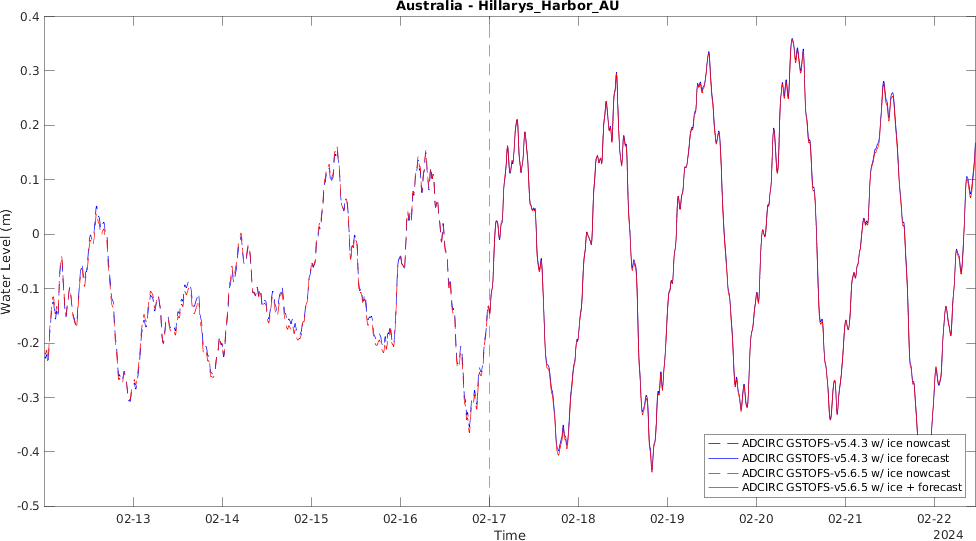 Australia - Hillarys_Harbor_AU
0.4
0.3
0.2
0.1
0
-0.1
-0.2
-0.3
-0.4
-0.5
Water Level (m)
ADCIRC GSTOFS-v5.4.3 w/ ice nowcast
ADCIRC GSTOFS-v5.4.3 w/ ice forecast
ADCIRC GSTOFS-v5.6.5 w/ ice nowcast
ADCIRC GSTOFS-v5.6.5 w/ ice + forecast
02-13 02-14 02-15 02-16 02-17 02-18 02-19 02-20 02-21 02-22
Time
2024